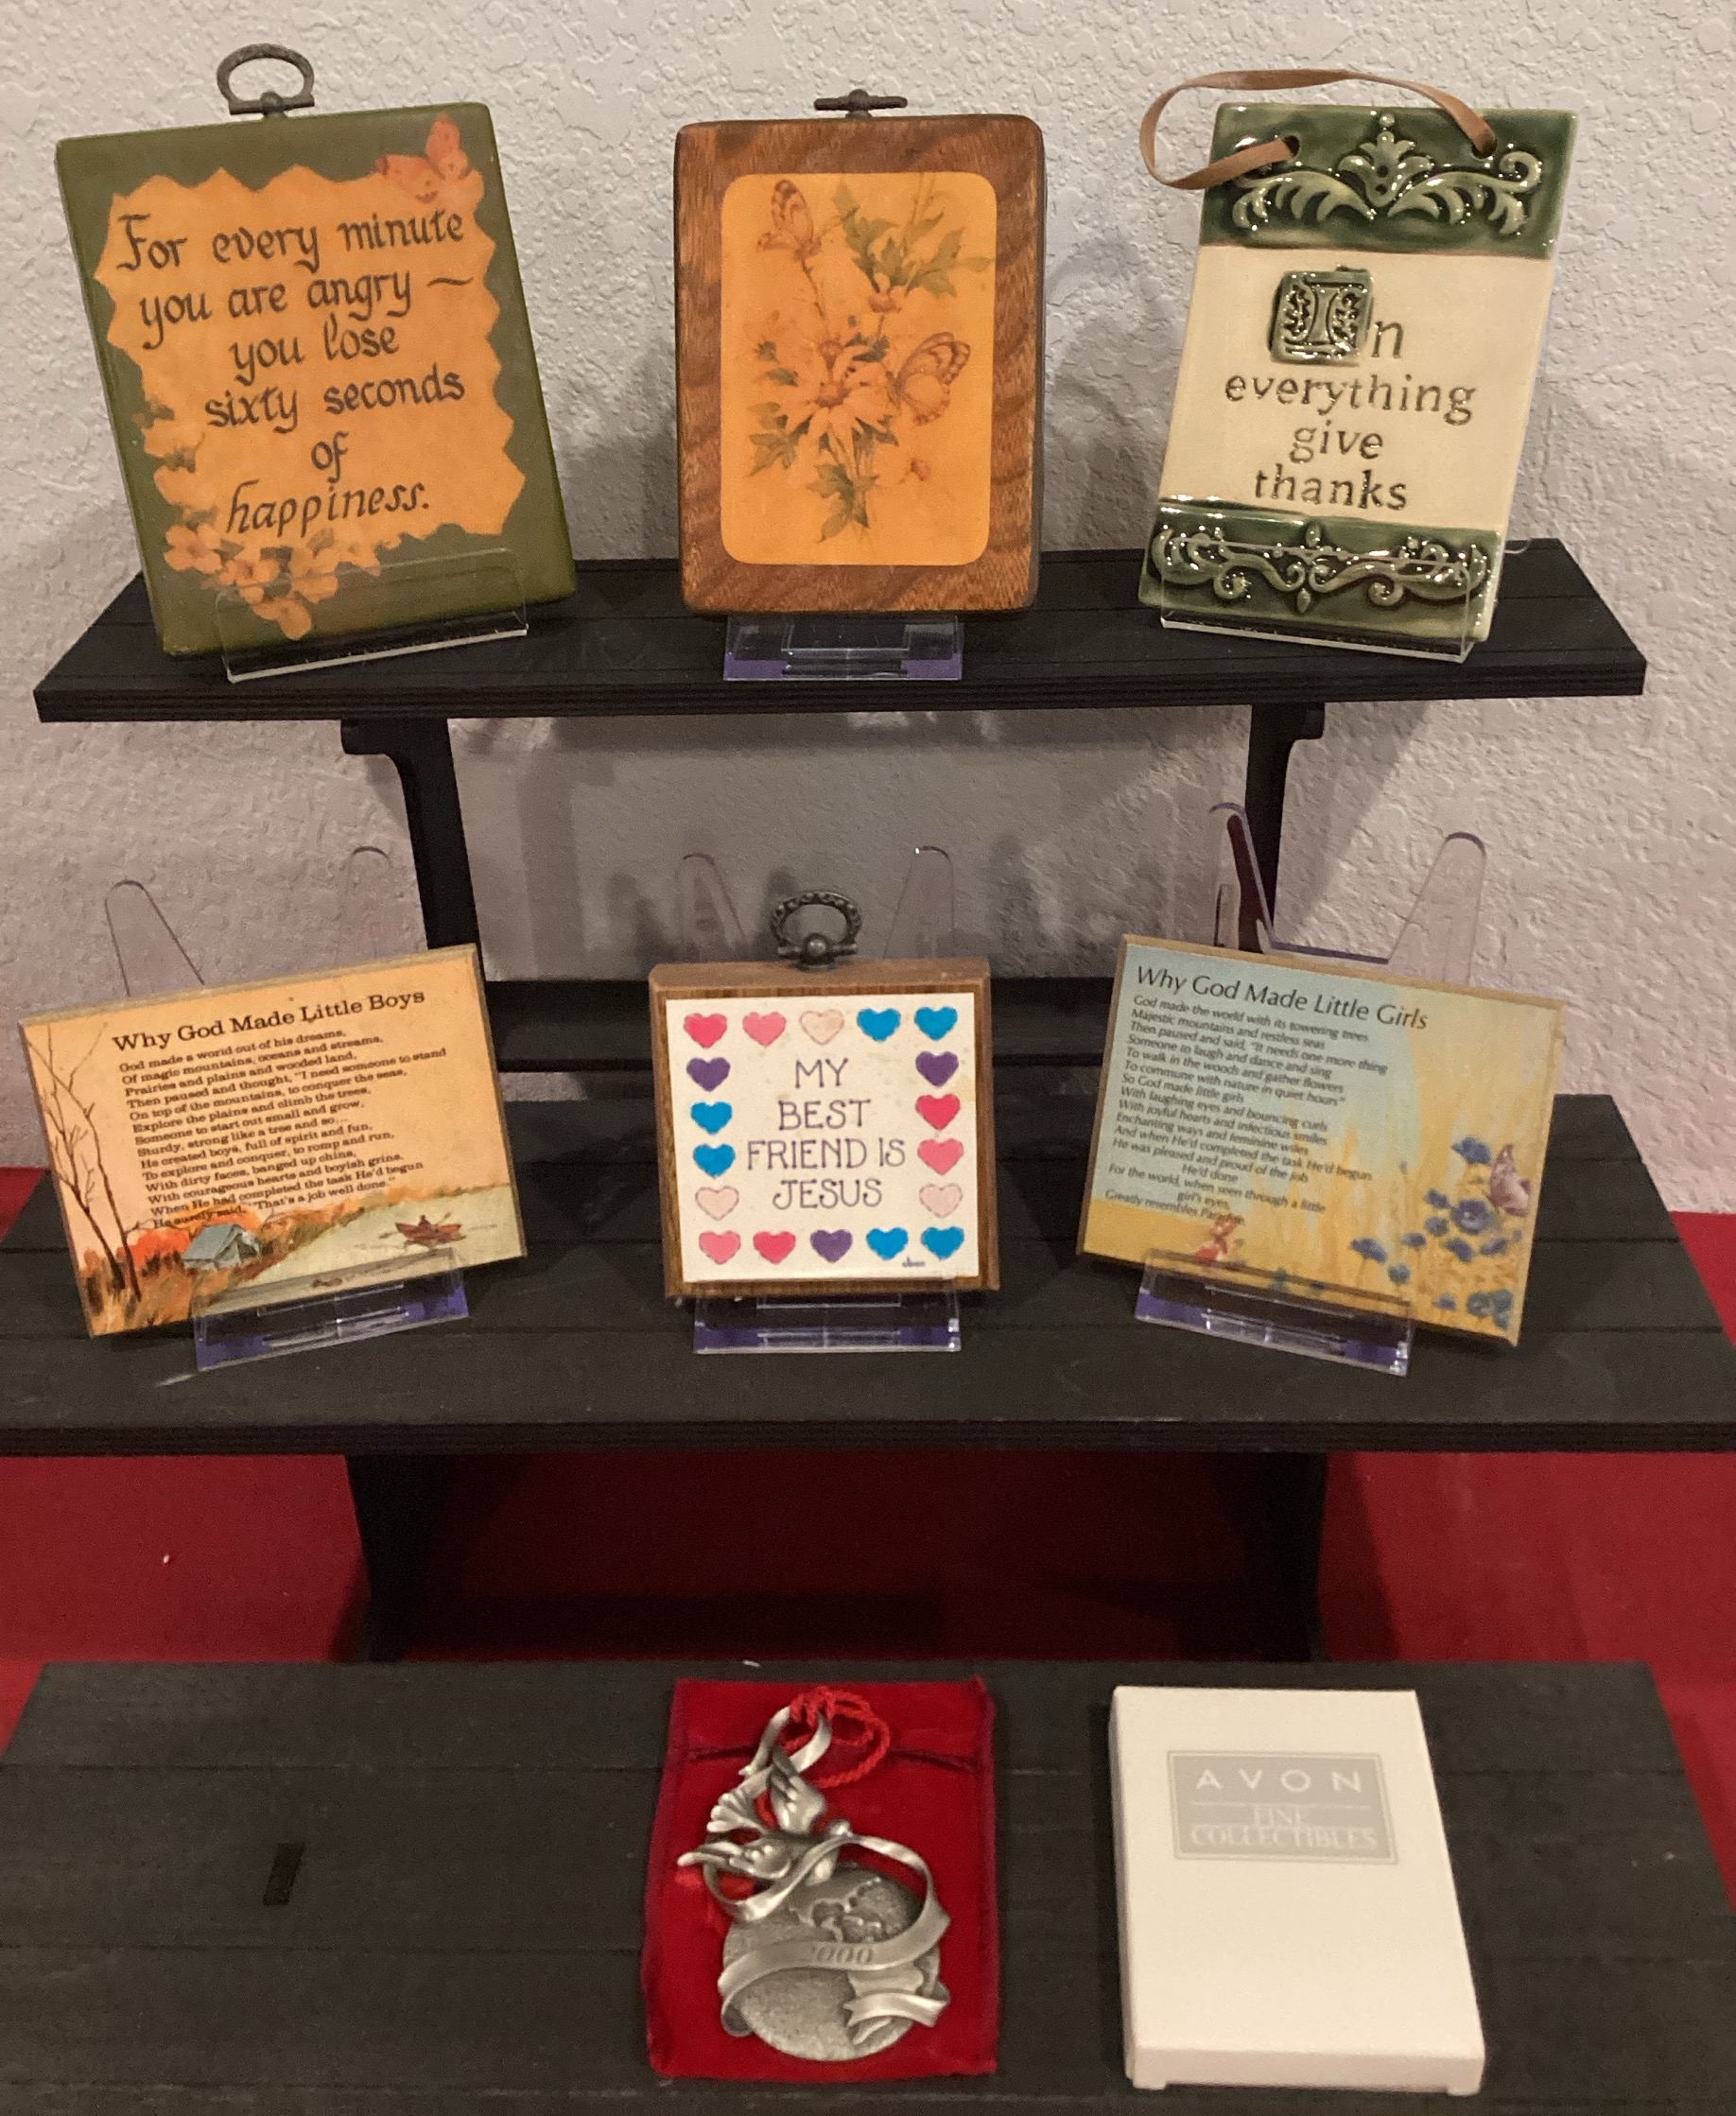 For every minute
you are angry —
you lose
sixty seconds
of
happiness.
In
everything
give
thanks
Why God Made Little Boys
God made a world out of his dreams,
Of magic mountains, oceans and streams,
Prairies and plains and wooded land,
Then paused and thought, "I need someone to stand
On top of the mountains, to conquer the seas,
Explore the plains and climb the trees,
Someone to start out small and grow,
Sturdy, strong like a tree and so...
He created boys, full of spirit and fun,
To explore and conquer, to romp and run,
With dirty faces, banged up chins,
With courageous hearts and boyish grins,
When He had completed the task He'd begun
He surely said, "That's a job well done."
MY
BEST
FRIEND IS
JESUS
Why God Made Little Girls
God made the world with its towering trees
Majestic mountains and restless seas
Then paused and said, "It needs one more thing
Someone to laugh and dance and sing
To walk in the woods and gather flowers
To commune with nature in quiet hours"
So God made little girls
With laughing eyes and bouncing curls
With joyful hearts and infectious smiles
Enchanting ways and feminine wiles
And when He'd completed the task He'd begun
He was pleased and proud of the job
He'd done
For the world, when seen through a little
girl's eyes,
Greatly resembles Paradise.
2000
AVON
FINE
COLLECTIBLES